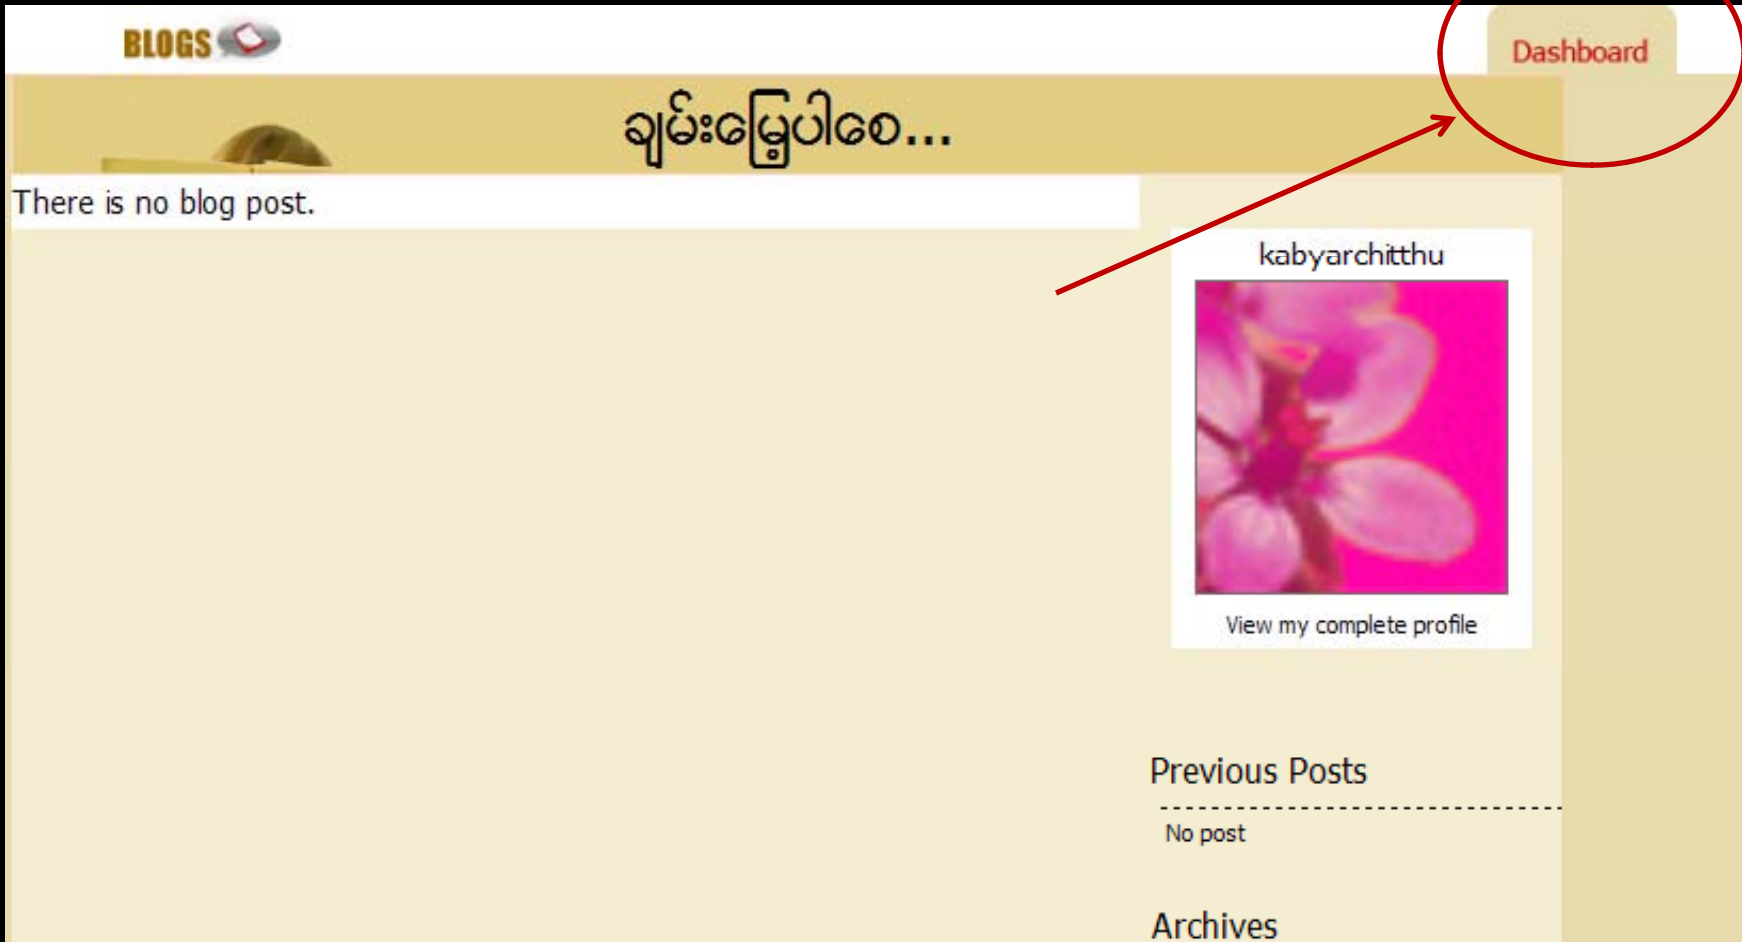 BLOGS
Dashboard
ချမ်းမြေ့ပါစေ...
There is no blog post.
kabyarchitthu
View my complete profile
Previous Posts
No post
Archives